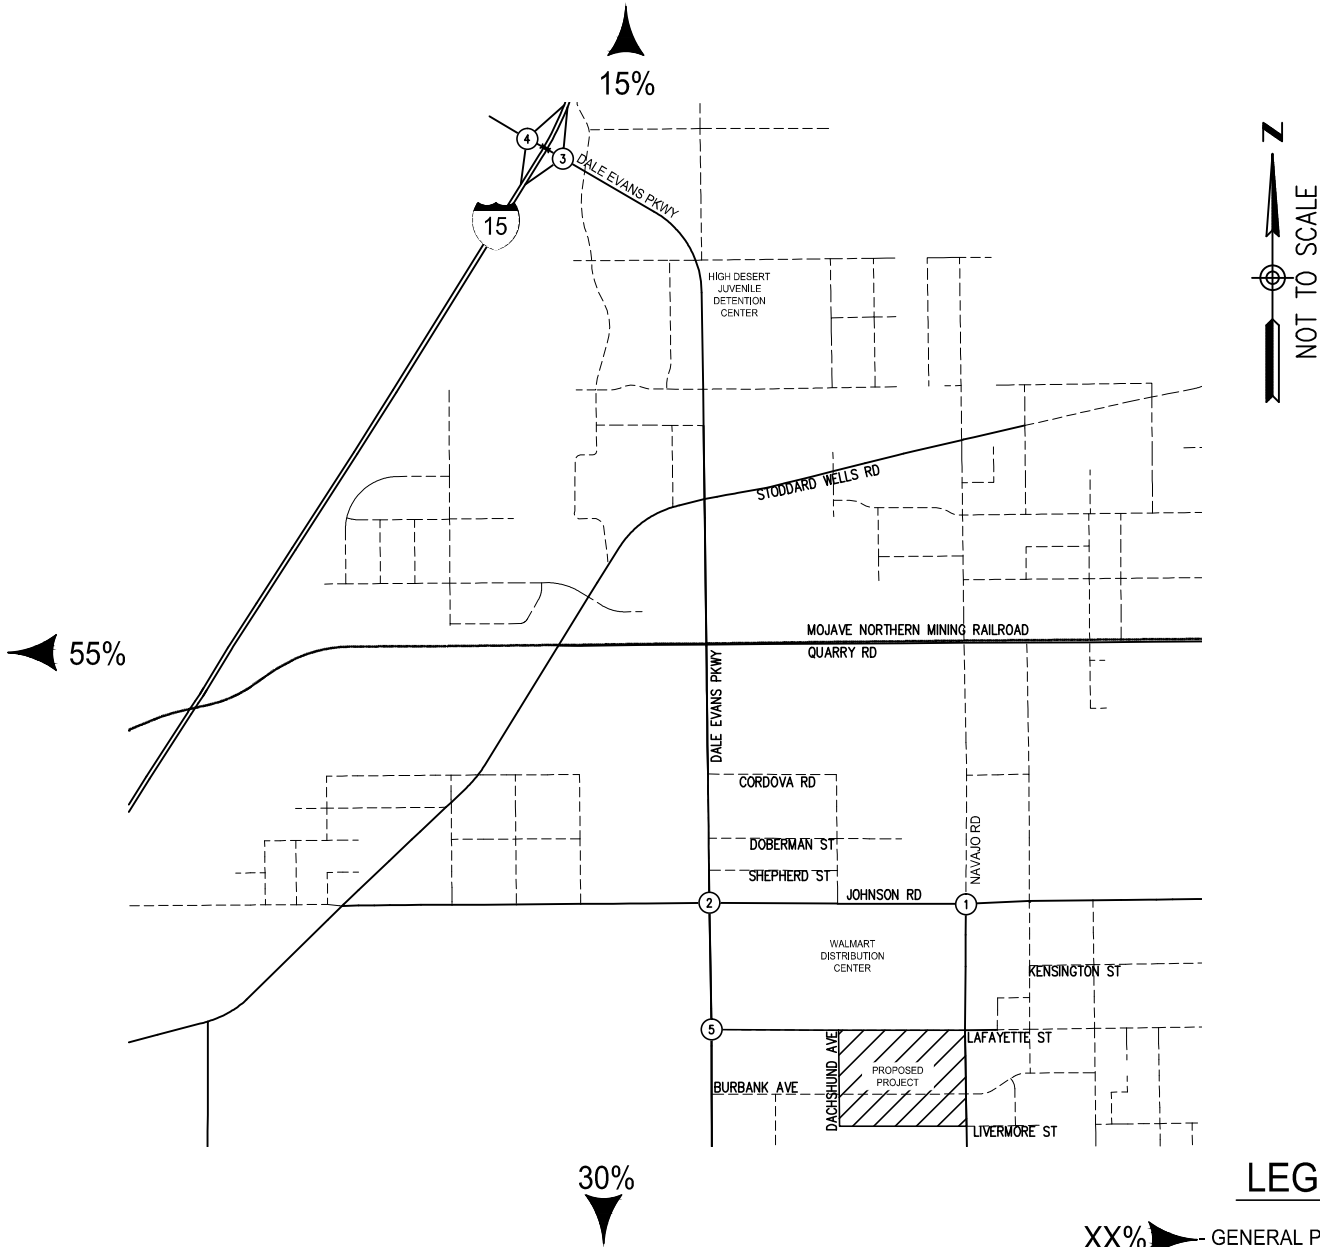 15%
4
3
DALE EVANS PKWY
15
Z
NOT TO SCALE
HIGH DESERT
JUVENILE
DETENTION
CENTER
STODDARD WELLS RD
MOJAVE NORTHERN MINING RAILROAD
QUARRY RD
55%
DALE EVANS PKWY
CORDOVA RD
DOBERMAN ST
SHEPHERD ST
NAVAJO RD
JOHNSON RD
2
1
WALMART
DISTRIBUTION
CENTER
KENSINGTON ST
5
LAFAYETTE ST
DACHSHUND AVE
PROPOSED
PROJECT
BURBANK AVE
LIVERMORE ST
30%
LEG
XX% - GENERAL P